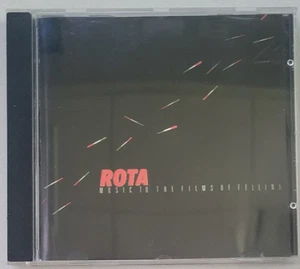 ROTA
MUSIC TO THE FILMS OF FELLINI